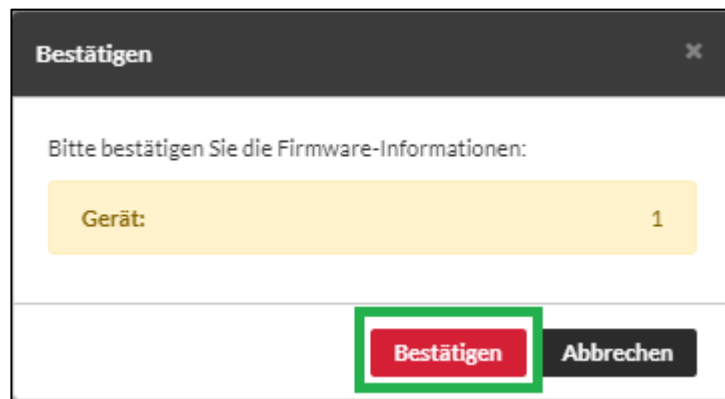 Bestätigen
Bitte bestätigen Sie die Firmware-Informationen:
Gerät: 1
Bestätigen Abbrechen